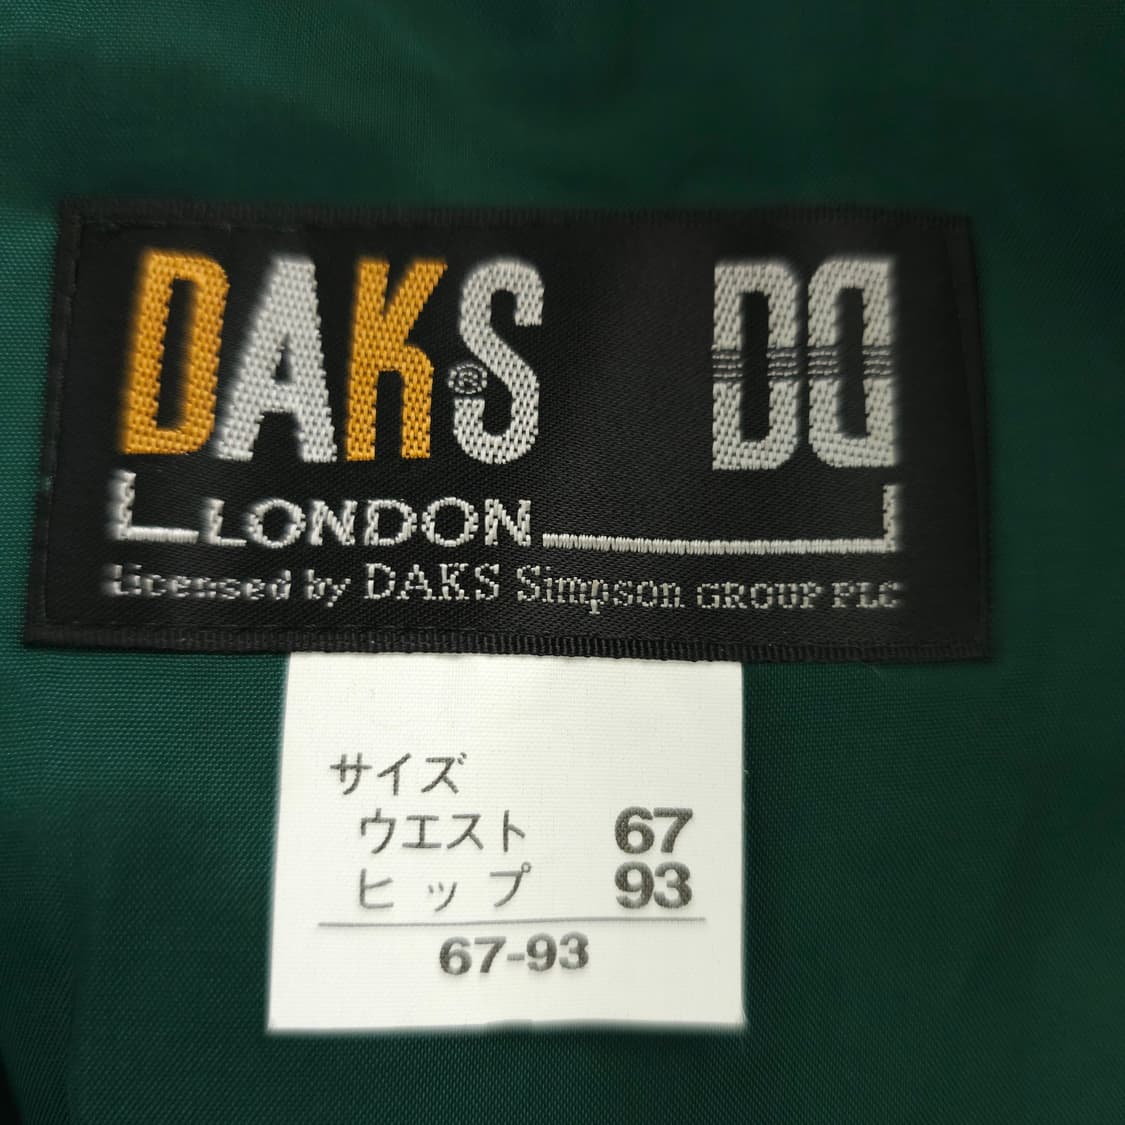 DAKS® DD
LONDON
Licensed by DAKS Simpson GROUP PLC
サイズ
ウエスト 67
ヒップ 93
67-93